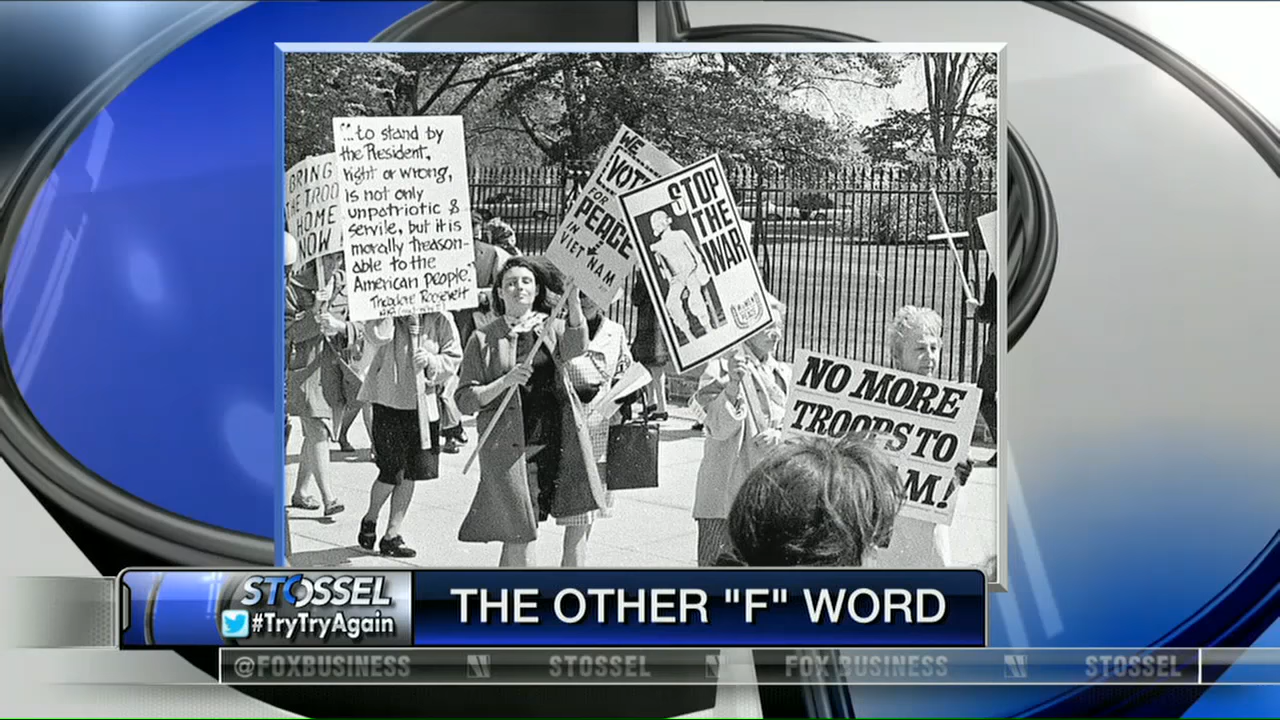 BRING
THE TROO
HOME
NOW
"...to stand by
the President,
right or wrong,
is not only
unpatriotic &
servile, but it is
morally treason-
able to the
American people."
Theodore Roosevelt
WE
VOTE
FOR
PEACE
IN
VIET NAM
STOP
THE
WAR
NO MORE
TROOPS TO
AM!
STOSSEL
#TryTryAgain
THE OTHER "F" WORD
@FOXBUSINESS STOSSEL FOX BUSINESS STOSSEL